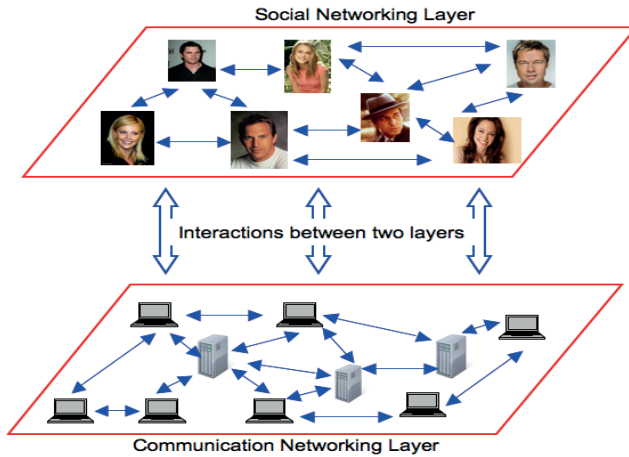 Social Networking Layer
Interactions between two layers
Communication Networking Layer